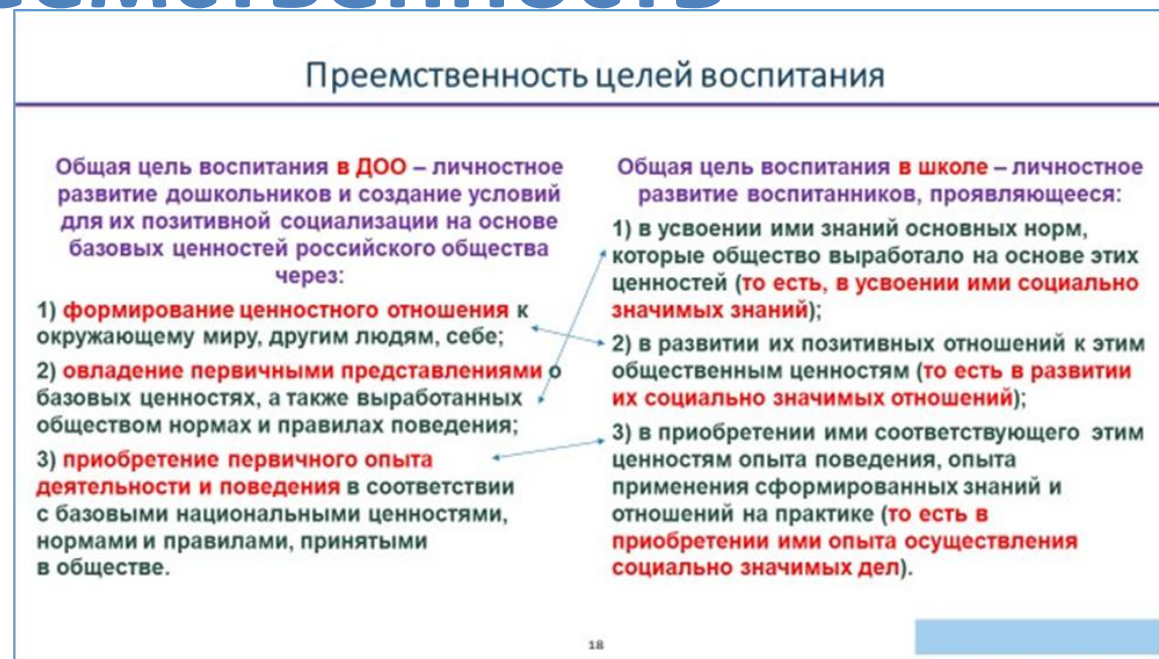 Преемственность целей воспитания
Общая цель воспитания в ДОО – личностное
развитие дошкольников и создание условий
для их позитивной социализации на основе
базовых ценностей российского общества
через:
1) формирование ценностного отношения к
окружающему миру, другим людям, себе;
2) овладение первичными представлениями о
базовых ценностях, а также выработанных
обществом нормах и правилах поведения;
3) приобретение первичного опыта
деятельности и поведения в соответствии
с базовыми национальными ценностями,
нормами и правилами, принятыми
в обществе.
Общая цель воспитания в школе – личностное
развитие воспитанников, проявляющееся:
1) в усвоении ими знаний основных норм,
которые общество выработало на основе этих
ценностей (то есть, в усвоении ими социально
значимых знаний);
2) в развитии их позитивных отношений к этим
общественным ценностям (то есть в развитии
их социально значимых отношений);
3) в приобретении ими соответствующего этим
ценностям опыта поведения, опыта
применения сформированных знаний и
отношений на практике (то есть в
приобретении ими опыта осуществления
социально значимых дел).
18